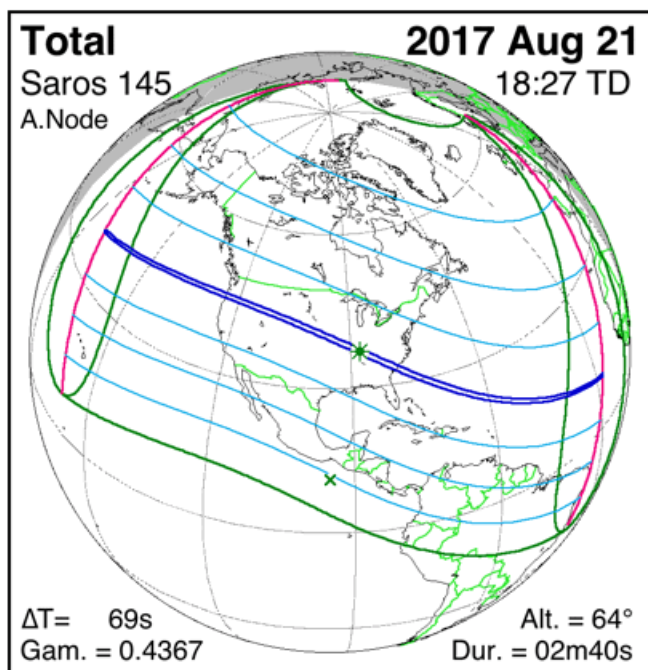 Total 2017 Aug 21
Saros 145 18:27 TD
A.Node
ΔT= 69s Alt. = 64°
Gam. = 0.4367 Dur. = 02m40s